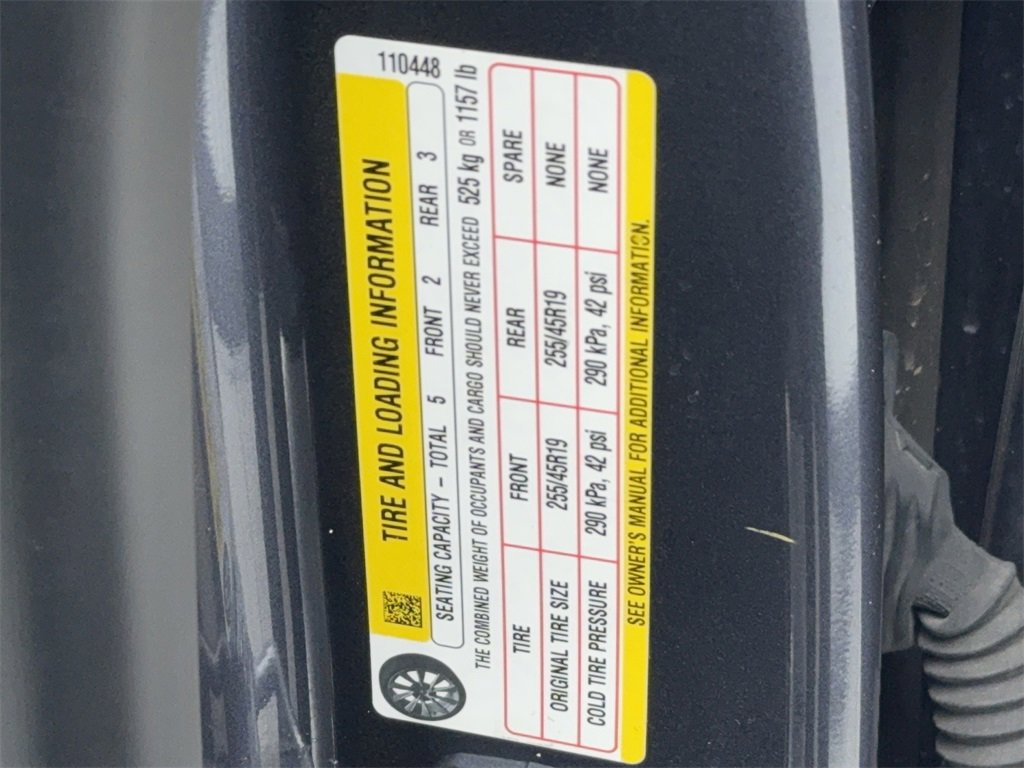 110448
TIRE AND LOADING INFORMATION
SEATING CAPACITY – TOTAL 5 FRONT 2 REAR 3
THE COMBINED WEIGHT OF OCCUPANTS AND CARGO SHOULD NEVER EXCEED 525 kg OR 1157 lb
TIRE FRONT REAR SPARE
ORIGINAL TIRE SIZE 255/45R19 255/45R19 NONE
COLD TIRE PRESSURE 290 kPa, 42 psi 290 kPa, 42 psi NONE
SEE OWNER'S MANUAL FOR ADDITIONAL INFORMATION.